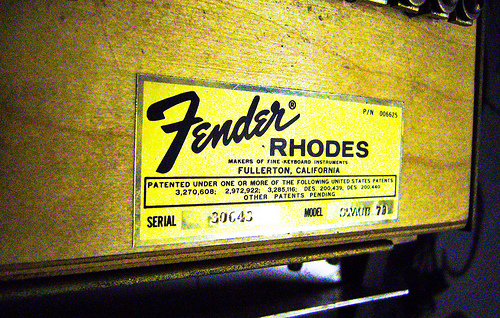 Fender®
P/N 006625
RHODES
MAKERS OF FINE KEYBOARD INSTRUMENTS
FULLERTON, CALIFORNIA
PATENTED UNDER ONE OR MORE OF THE FOLLOWING UNITED STATES PATENTS
3,270,608; 2,972,922; 3,285,116; DES. 200,439, DES. 200,440
OTHER PATENTS PENDING
SERIAL 30643
MODEL 73